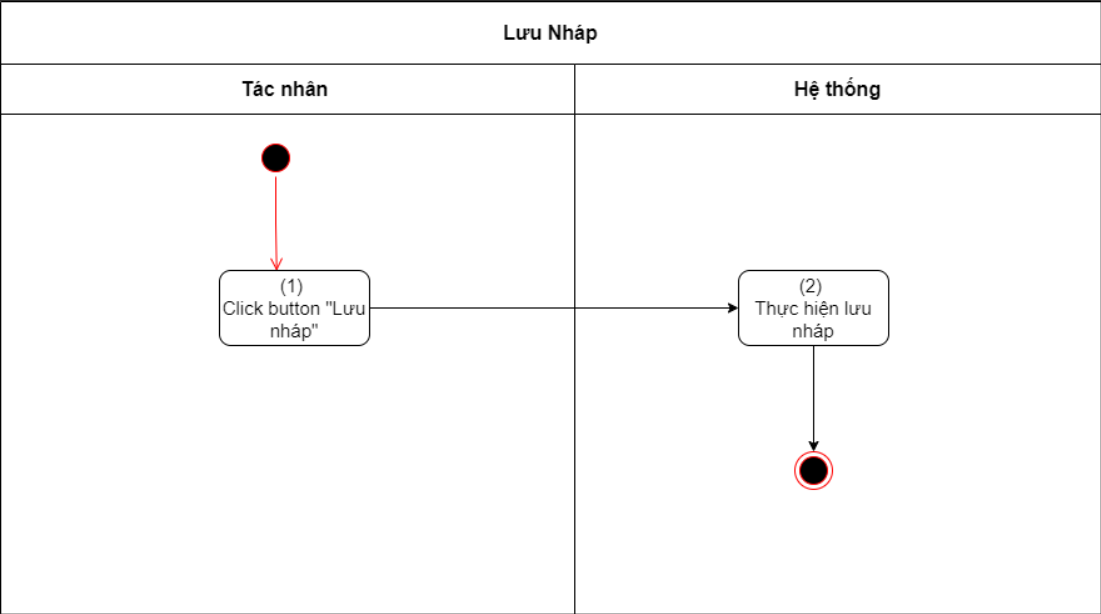 Lưu Nháp
Tác nhân
Hệ thống
(1)
Click button "Lưu
nháp"
(2)
Thực hiện lưu
nháp